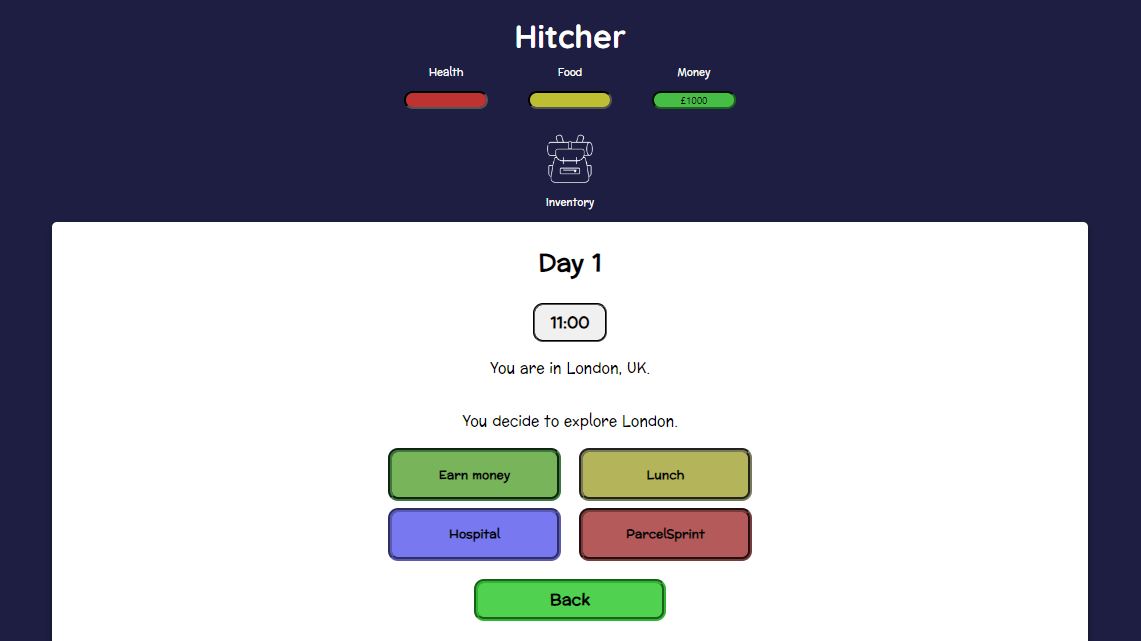 Hitcher
Health Food Money
£1000
Inventory
Day 1
11:00
You are in London, UK.
You decide to explore London.
Earn money Lunch
Hospital ParcelSprint
Back